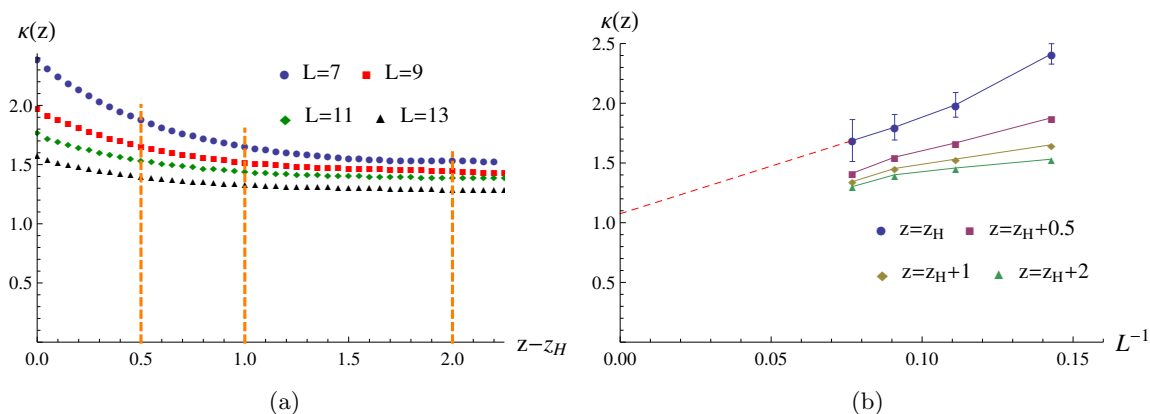 κ(z)
2.0
1.5
1.0
0.5
L=7 L=9
L=11 L=13
0.0 0.5 1.0 1.5 2.0 z−z_H
(a)
κ(z)
2.5
2.0
1.5
1.0
0.5
z=z_H z=z_H+0.5
z=z_H+1 z=z_H+2
0.00 0.05 0.10 0.15 L⁻¹
(b)